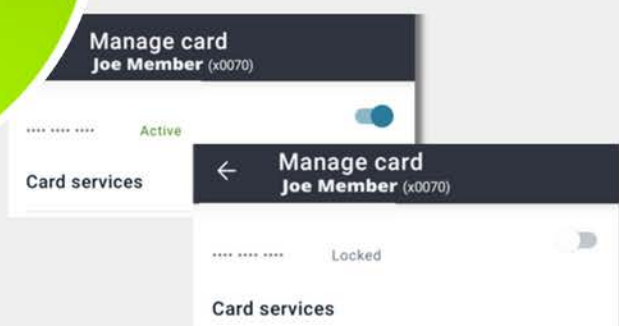 Manage card
Joe Member (x0070)
•••• •••• •••• Active
Card services
Manage card
Joe Member (x0070)
•••• •••• •••• Locked
Card services